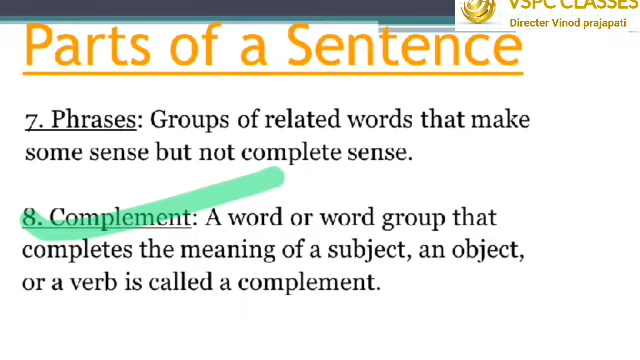 VSPC CLASSES
Directer Vinod prajapati
Parts of a Sentence
7. Phrases: Groups of related words that make
some sense but not complete sense.
8. Complement: A word or word group that
completes the meaning of a subject, an object,
or a verb is called a complement.